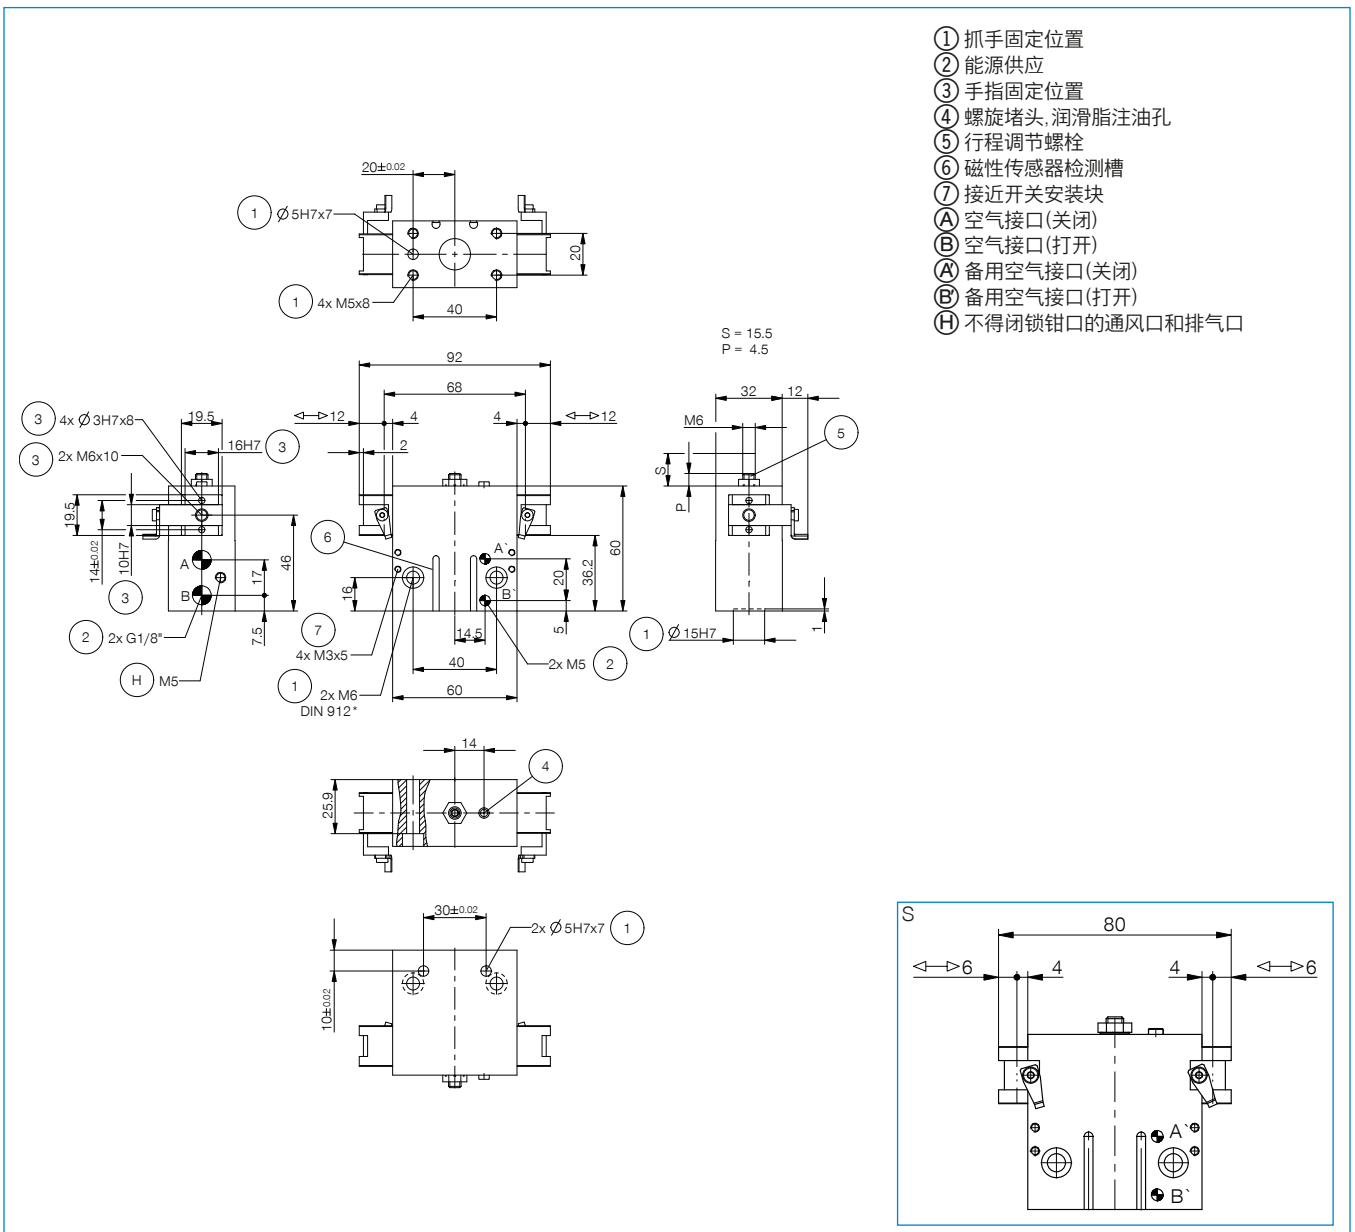 ① 抓手固定位置
② 能源供应
③ 手指固定位置
④ 螺旋堵头,润滑脂注油孔
⑤ 行程调节螺栓
⑥ 磁性传感器检测槽
⑦ 接近开关安装块
Ⓐ 空气接口(关闭)
Ⓑ 空气接口(打开)
A' 备用空气接口(关闭)
B' 备用空气接口(打开)
Ⓗ 不得闭锁钳口的通风口和排气口
20±0.02
1 Ø 5H7x7
20
1 4x M5x8
40
S = 15.5
P = 4.5
92
68
12 4 4 12
2
3 4x Ø 3H7x8
19.5
16H7 3
3 2x M6x10
19.5
14±0.02
10H7
3
A
B
17
46
7.5
2 2x G1/8"
H M5
6
A`
B`
16
20
36.2
60
5
14.5
7
4x M3x5
40
2x M5 2
1 2x M6
DIN 912*
60
32 12
M6
5
S
P
1 Ø 15H7
1
14
4
25.9
30±0.02
2x Ø 5H7x7 1
10±0.02
S
80
6 4 4 6
A`
B`